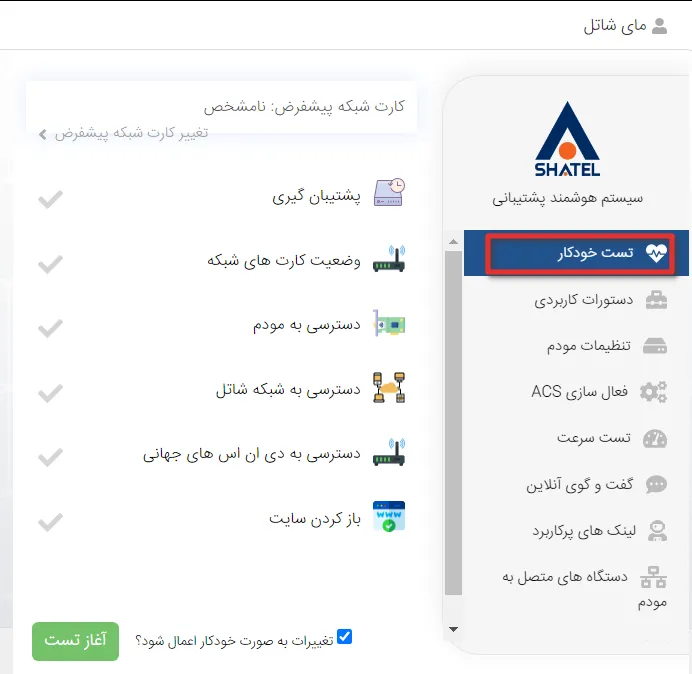 مای شاتل
SHATEL
سیستم هوشمند پشتیبانی
تست خودکار
دستورات کاربردی
تنظیمات مودم
فعال سازی ACS
تست سرعت
گفت و گوی آنلاین
لینک های پرکاربرد
دستگاه های متصل به
مودم
کارت شبکه پیشفرض: نامشخص
تغییر کارت شبکه پیشفرض
پشتیبان گیری
وضعیت کارت های شبکه
دسترسی به مودم
دسترسی به شبکه شاتل
دسترسی به دی ان اس های جهانی
WWW
باز کردن سایت
تغییرات به صورت خودکار اعمال شود؟
آغاز تست